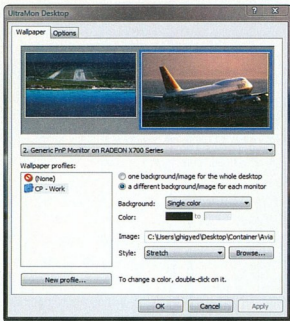 UltraMon Desktop
Wallpaper Options
2. Generic PnP Monitor on RADEON X700 Series
Wallpaper profiles:
(None)
CP - Work
one background/image for the whole desktop
a different background/image for each monitor
Background: Single color
Color: to
Image: C:\Users\ghigyed\Desktop\Container\Avia
Style: Stretch Browse...
New profile... To change a color, double-click on it.
OK Cancel Apply